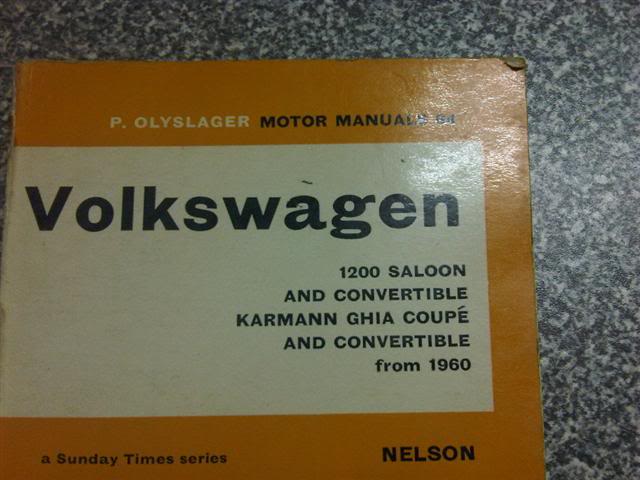 P. OLYSLAGER MOTOR MANUALS 64
Volkswagen
1200 SALOON
AND CONVERTIBLE
KARMANN GHIA COUPÉ
AND CONVERTIBLE
from 1960
a Sunday Times series
NELSON